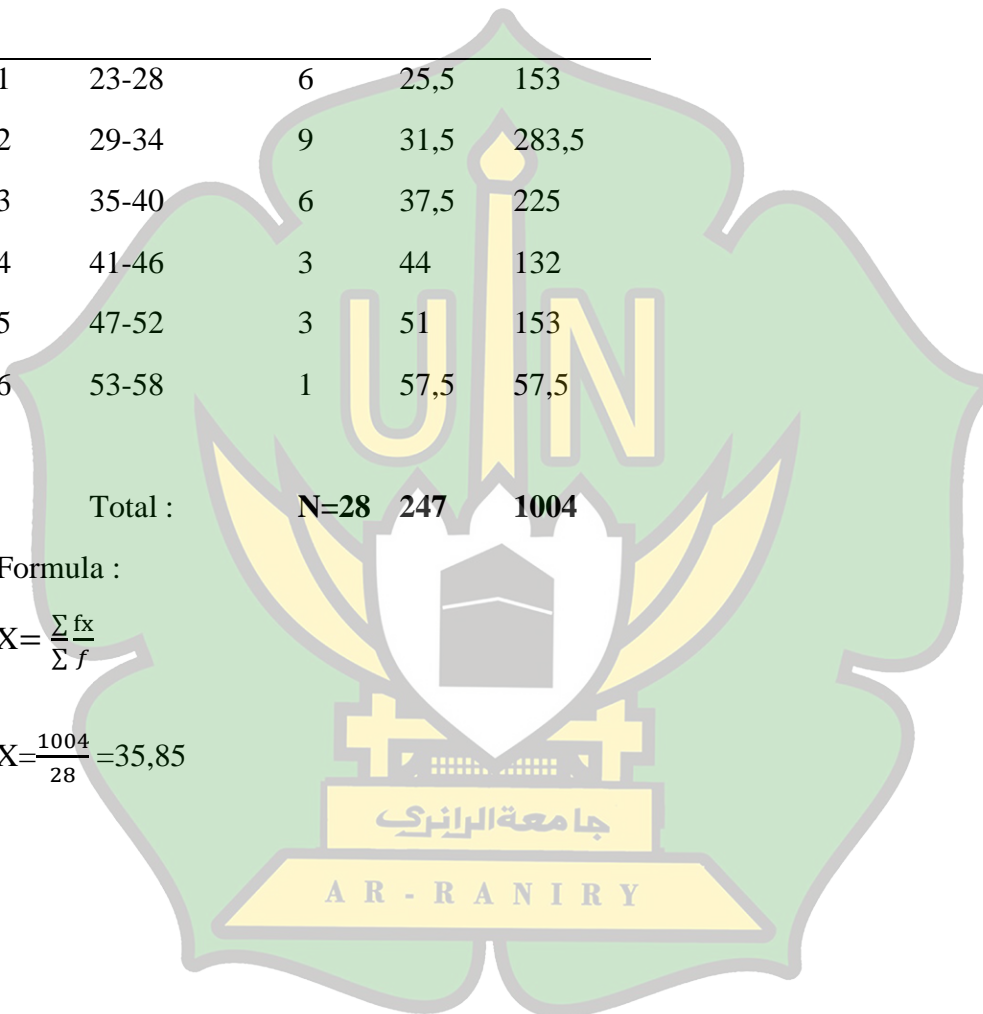 1 23-28 6 25,5 153
2 29-34 9 31,5 283,5
3 35-40 6 37,5 225
4 41-46 3 44 132
5 47-52 3 51 153
6 53-58 1 57,5 57,5
UIN
Total : N=28 247 1004
Formula :
X= ∑ fx / ∑ f
X= 1004 / 28 =35,85
جامعةالرانري
AR-RANIRY